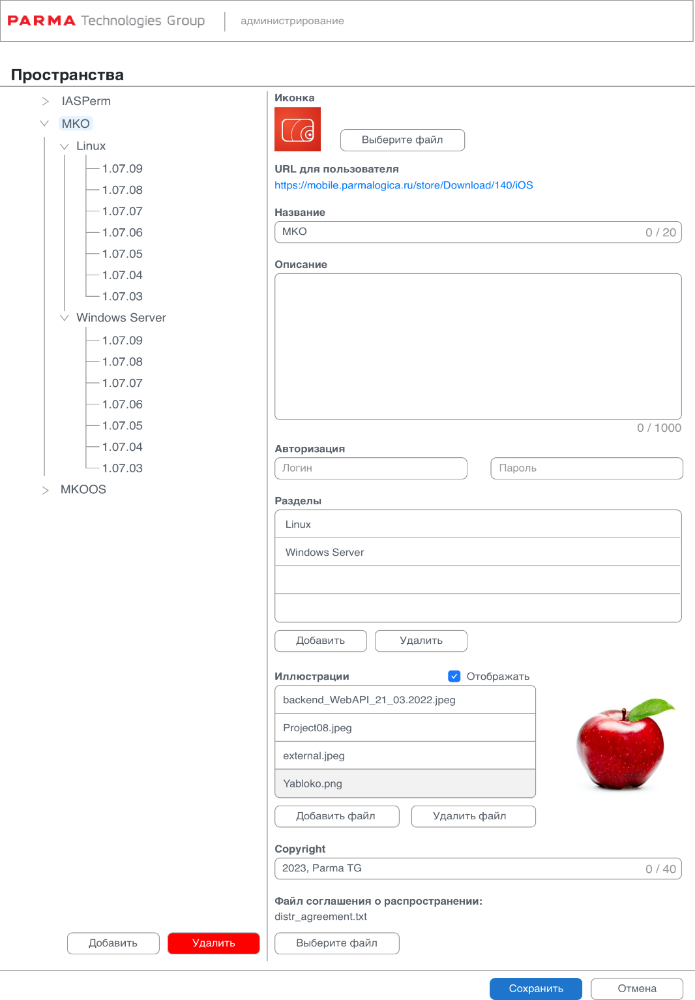 PARMA Technologies Group администрирование
Пространства
IASPerm
MKO
Linux
1.07.09
1.07.08
1.07.07
1.07.06
1.07.05
1.07.04
1.07.03
Windows Server
1.07.09
1.07.08
1.07.07
1.07.06
1.07.05
1.07.04
1.07.03
MKOOS
Добавить Удалить
Иконка
Выберите файл
URL для пользователя
https://mobile.parmalogica.ru/store/Download/140/iOS
Название
MKO 0 / 20
Описание
0 / 1000
Авторизация
Логин Пароль
Разделы
Linux
Windows Server
Добавить Удалить
Иллюстрации Отображать
backend_WebAPI_21_03.2022.jpeg
Project08.jpeg
external.jpeg
Yabloko.png
Добавить файл Удалить файл
Copyright
2023, Parma TG 0 / 40
Файл соглашения о распространении:
distr_agreement.txt
Выберите файл
Сохранить Отмена